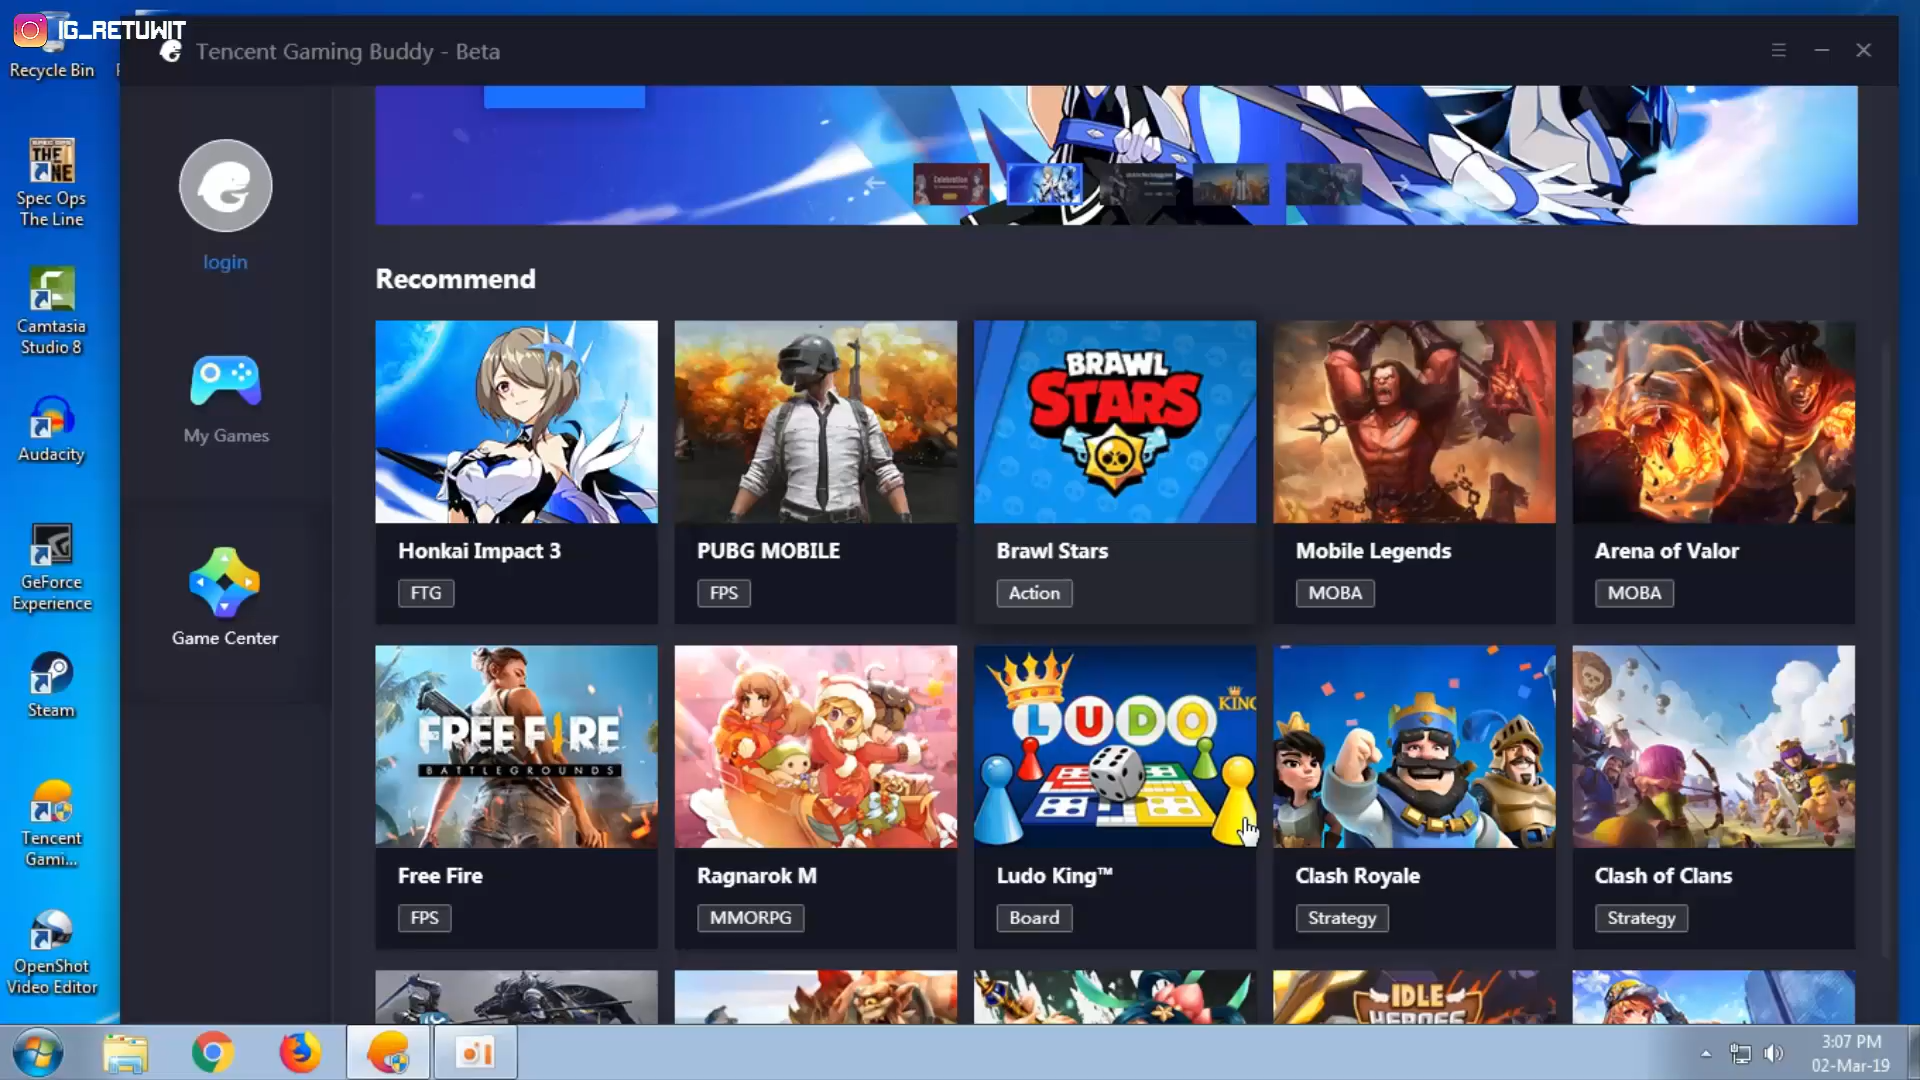 IG_RETUWIT
Recycle Bin
Tencent Gaming Buddy - Beta
Spec Ops
The Line
Camtasia
Studio 8
Audacity
GeForce
Experience
Steam
Tencent
Gami...
OpenShot
Video Editor
login
My Games
Game Center
Celebration
Recommend
BRAWL
STARS
Honkai Impact 3
FTG
PUBG MOBILE
FPS
Brawl Stars
Action
Mobile Legends
MOBA
Arena of Valor
MOBA
FREE FIRE
BATTLEGROUNDS
LUDO
KING
Free Fire
FPS
Ragnarok M
MMORPG
Ludo King™
Board
Clash Royale
Strategy
Clash of Clans
Strategy
IDLE
HEROES
3:07 PM
02-Mar-19